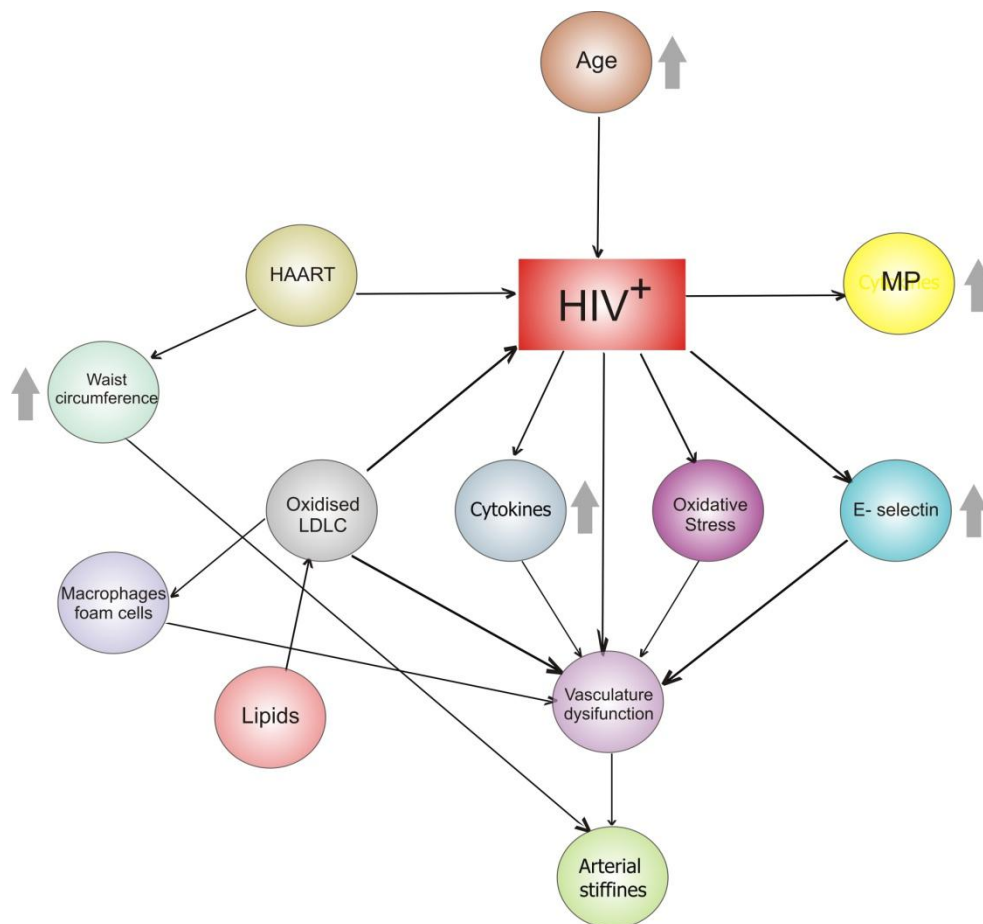 Age
HAART
HIV+
Cytokines
MP
Waist
circumference
Oxidised
LDLC
Cytokines
Oxidative
Stress
E- selectin
Macrophages
foam cells
Lipids
Vasculature
dysifunction
Arterial
stiffines